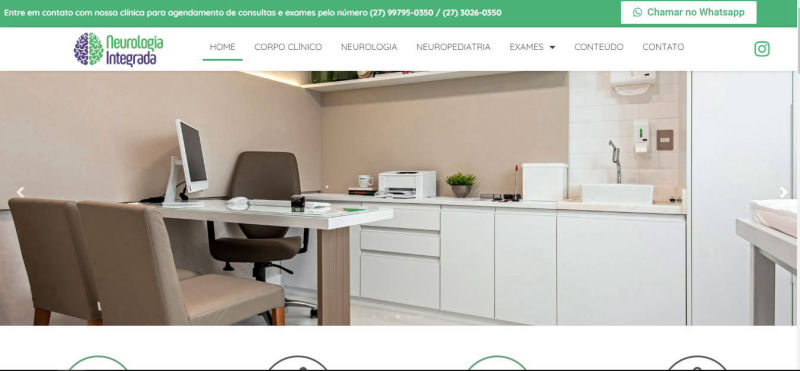 Entre em contato com nossa clínica para agendamento de consultas e exames pelo número (27) 99795-0350 / (27) 3026-0350
Chamar no Whatsapp
Neurologia
Integrada
HOME CORPO CLÍNICO NEUROLOGIA NEUROPEDIATRIA EXAMES CONTEÚDO CONTATO